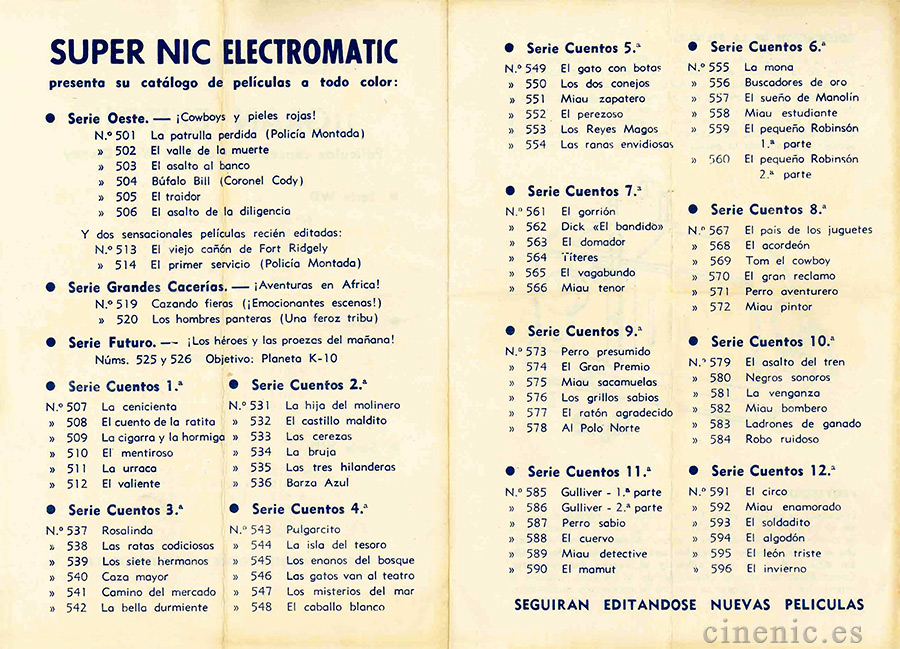 SUPER NIC ELECTROMATIC
presenta su catálogo de películas a todo color:
● Serie Oeste. — ¡Cowboys y pieles rojas!
N.º 501 La patrulla perdida (Policía Montada)
» 502 El valle de la muerte
» 503 El asalto al banco
» 504 Búfalo Bill (Coronel Cody)
» 505 El traidor
» 506 El asalto de la diligencia
Y dos sensacionales películas recién editadas:
N.º 513 El viejo cañón de Fort Ridgely
» 514 El primer servicio (Policía Montada)
● Serie Grandes Cacerías. — ¡Aventuras en Africa!
N.º 519 Cazando fieras (¡Emocionantes escenas!)
» 520 Los hombres panteras (Una feroz tribu)
● Serie Futuro. — ¡Los héroes y las proezas del mañana!
Núms. 525 y 526 Objetivo: Planeta K-10
● Serie Cuentos 1.ª
N.º 507 La cenicienta
» 508 El cuento de la ratita
» 509 La cigarra y la hormiga
» 510 El mentiroso
» 511 La urraca
» 512 El valiente
● Serie Cuentos 2.ª
N.º 531 La hija del molinero
» 532 El castillo maldito
» 533 Las cerezas
» 534 La bruja
» 535 Las tres hilanderas
» 536 Barza Azul
● Serie Cuentos 3.ª
N.º 537 Rosalinda
» 538 Las ratas codiciosas
» 539 Los siete hermanos
» 540 Caza mayor
» 541 Camino del mercado
» 542 La bella durmiente
● Serie Cuentos 4.ª
N.º 543 Pulgarcito
» 544 La isla del tesoro
» 545 Los enanos del bosque
» 546 Los gatos van al teatro
» 547 Los misterios del mar
» 548 El caballo blanco
● Serie Cuentos 5.ª
N.º 549 El gato con botas
» 550 Los dos conejos
» 551 Miau zapatero
» 552 El perezoso
» 553 Los Reyes Magos
» 554 Las ranas envidiosas
● Serie Cuentos 6.ª
N.º 555 La mona
» 556 Buscadores de oro
» 557 El sueño de Manolín
» 558 Miau estudiante
» 559 El pequeño Robinsón
1.ª parte
» 560 El pequeño Robinsón
2.ª parte
● Serie Cuentos 7.ª
N.º 561 El gorrión
» 562 Dick «El bandido»
» 563 El domador
» 564 Títeres
» 565 El vagabundo
» 566 Miau tenor
● Serie Cuentos 8.ª
N.º 567 El país de los juguetes
» 568 El acordeón
» 569 Tom el cowboy
» 570 El gran reclamo
» 571 Perro aventurero
» 572 Miau pintor
● Serie Cuentos 9.ª
N.º 573 Perro presumido
» 574 El Gran Premio
» 575 Miau sacamuelas
» 576 Los grillos sabios
» 577 El ratón agradecido
» 578 Al Polo Norte
● Serie Cuentos 10.ª
N.º 579 El asalto del tren
» 580 Negros sonoros
» 581 La venganza
» 582 Miau bombero
» 583 Ladrones de ganado
» 584 Robo ruidoso
● Serie Cuentos 11.ª
N.º 585 Gulliver - 1.ª parte
» 586 Gulliver - 2.ª parte
» 587 Perro sabio
» 588 El cuervo
» 589 Miau detective
» 590 El mamut
● Serie Cuentos 12.ª
N.º 591 El circo
» 592 Miau enamorado
» 593 El soldadito
» 594 El algodón
» 595 El león triste
» 596 El invierno
SEGUIRAN EDITANDOSE NUEVAS PELICULAS
cinenic.es